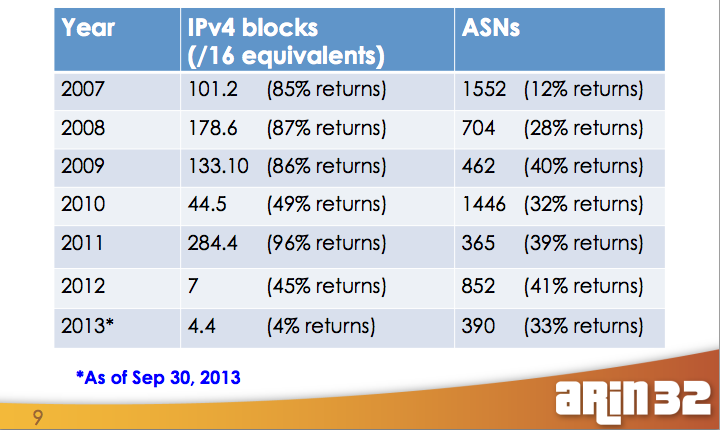 Year IPv4 blocks (/16 equivalents) ASNs
2007 101.2 (85% returns) 1552 (12% returns)
2008 178.6 (87% returns) 704 (28% returns)
2009 133.10 (86% returns) 462 (40% returns)
2010 44.5 (49% returns) 1446 (32% returns)
2011 284.4 (96% returns) 365 (39% returns)
2012 7 (45% returns) 852 (41% returns)
2013* 4.4 (4% returns) 390 (33% returns)
*As of Sep 30, 2013
9
ARIN 32